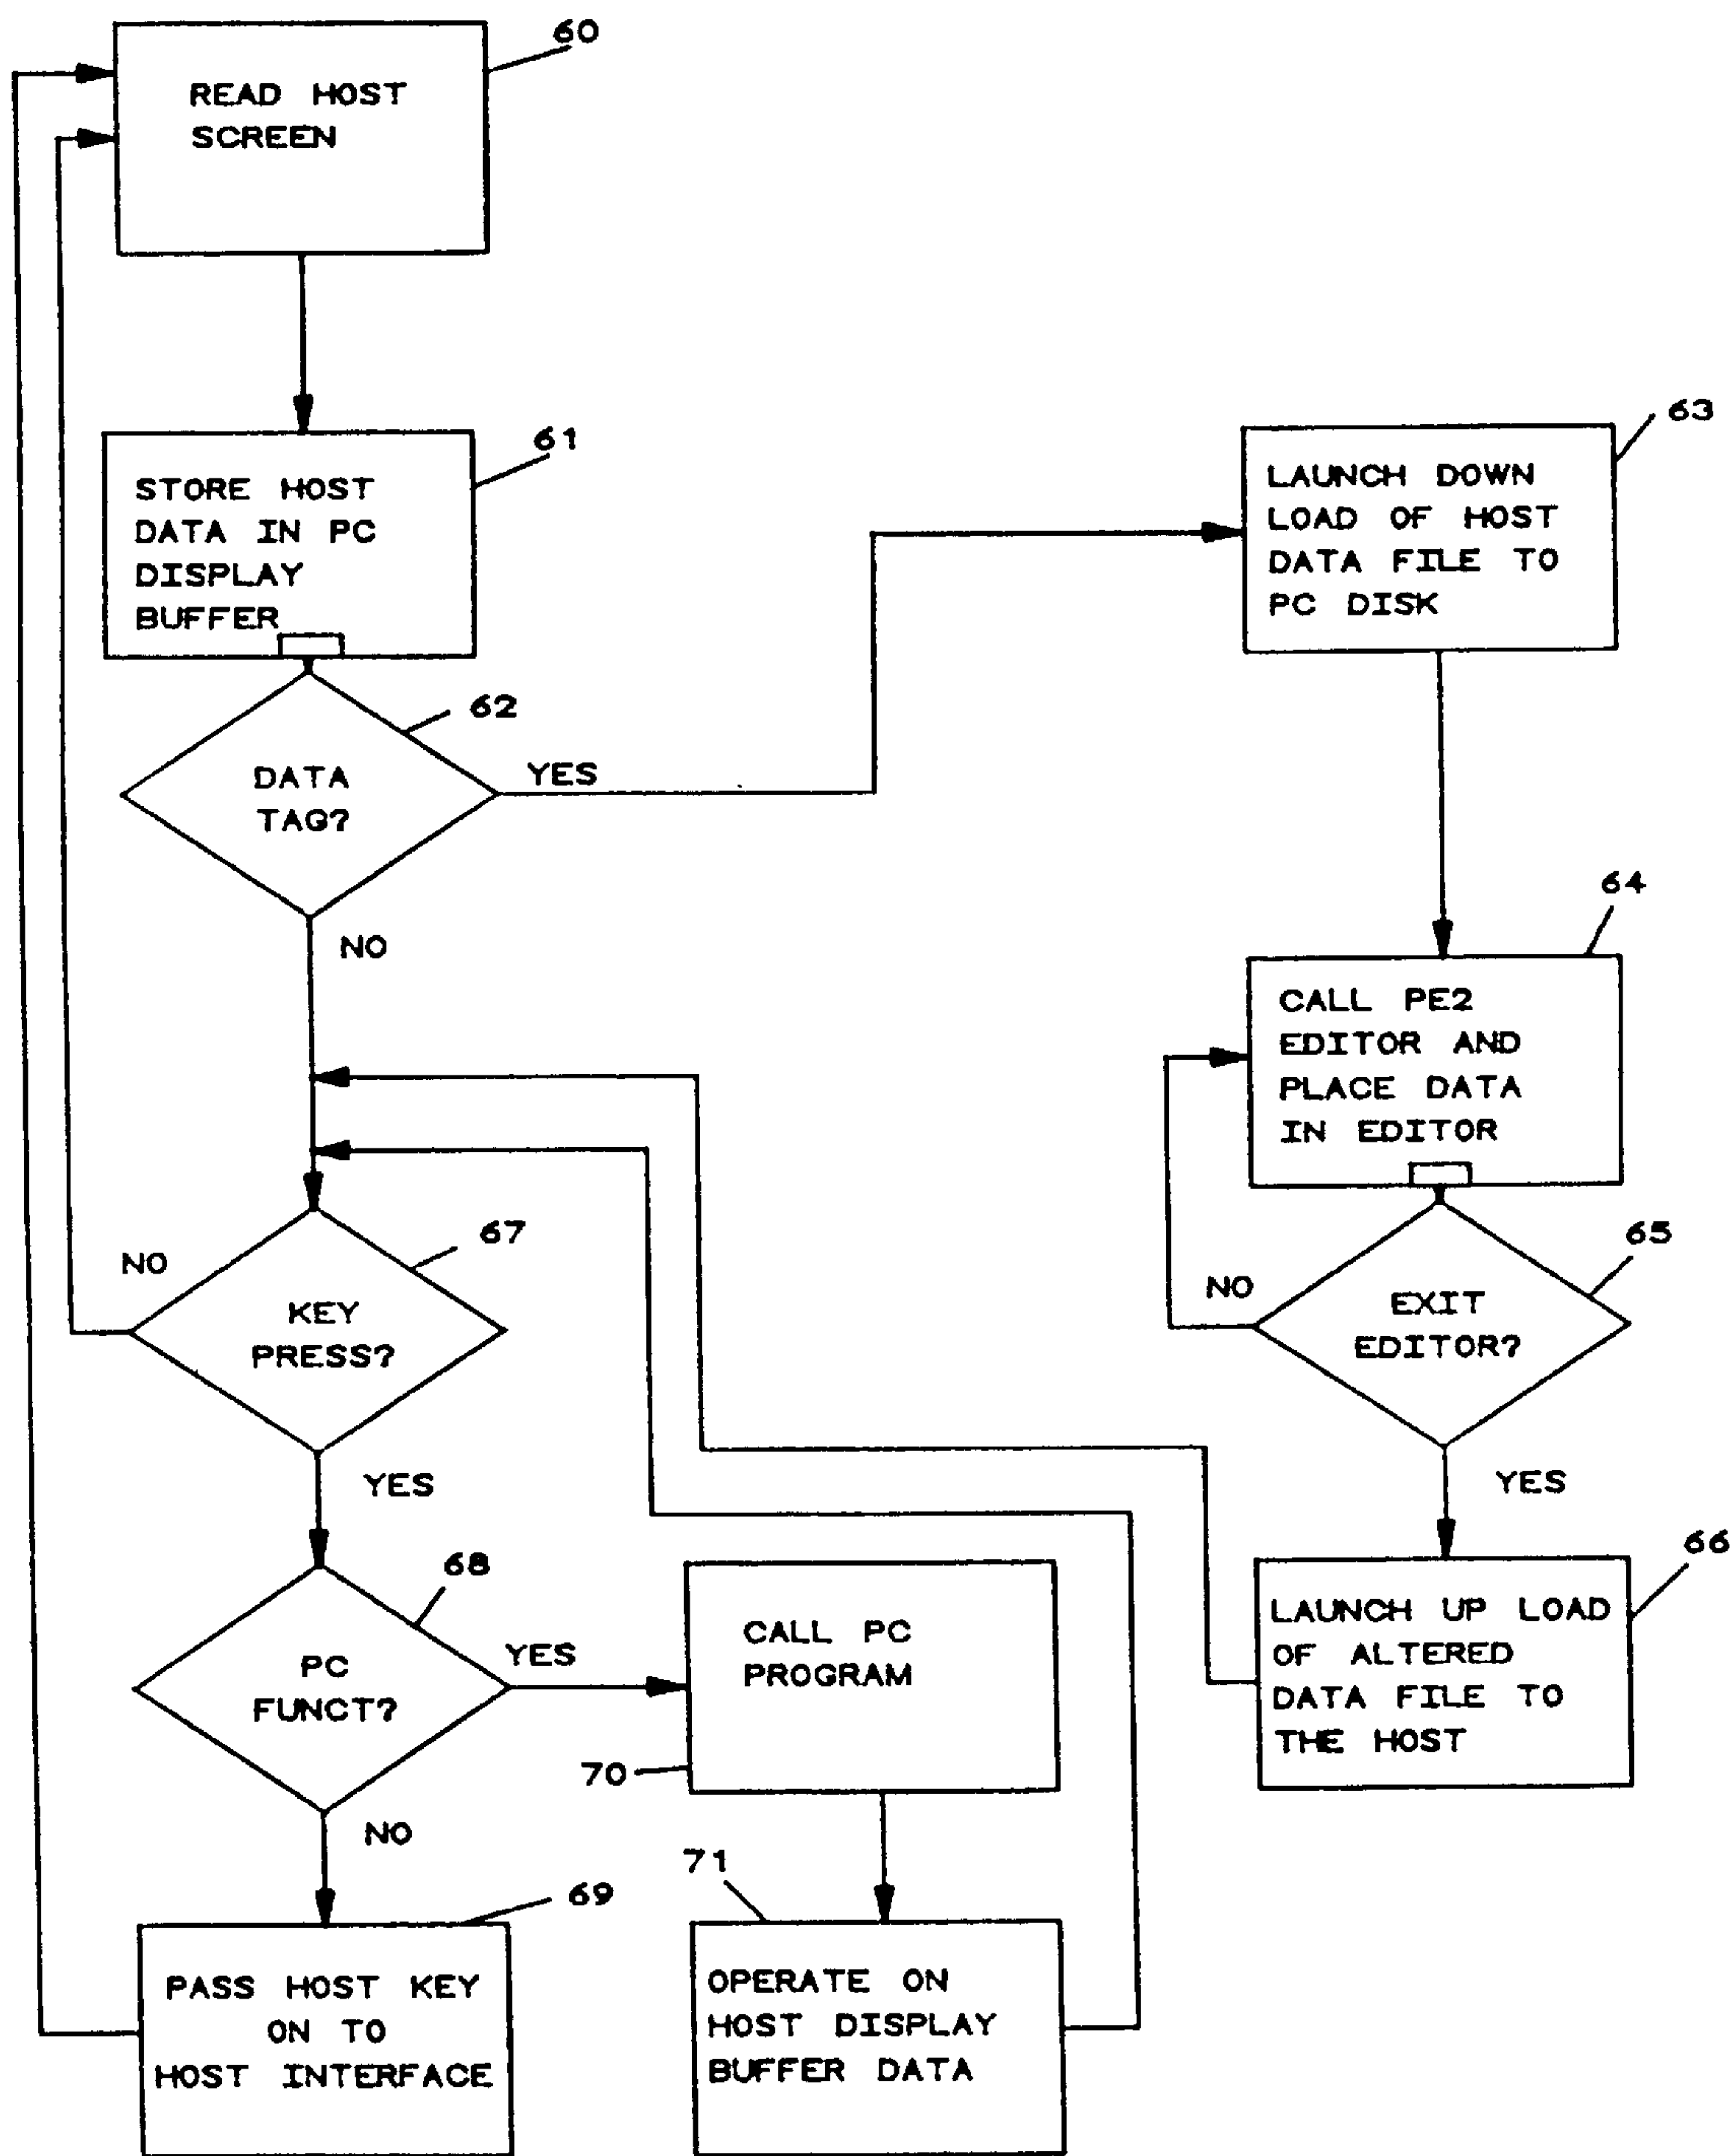 60
READ HOST
SCREEN
61
STORE HOST
DATA IN PC
DISPLAY
BUFFER
62
DATA
TAG?
YES
NO
63
LAUNCH DOWN
LOAD OF HOST
DATA FILE TO
PC DISK
64
CALL PE2
EDITOR AND
PLACE DATA
IN EDITOR
65
EXIT
EDITOR?
NO
YES
66
LAUNCH UP LOAD
OF ALTERED
DATA FILE TO
THE HOST
67
KEY
PRESS?
NO
YES
68
PC
FUNCT?
YES
NO
70
CALL PC
PROGRAM
69
PASS HOST KEY
ON TO
HOST INTERFACE
71
OPERATE ON
HOST DISPLAY
BUFFER DATA